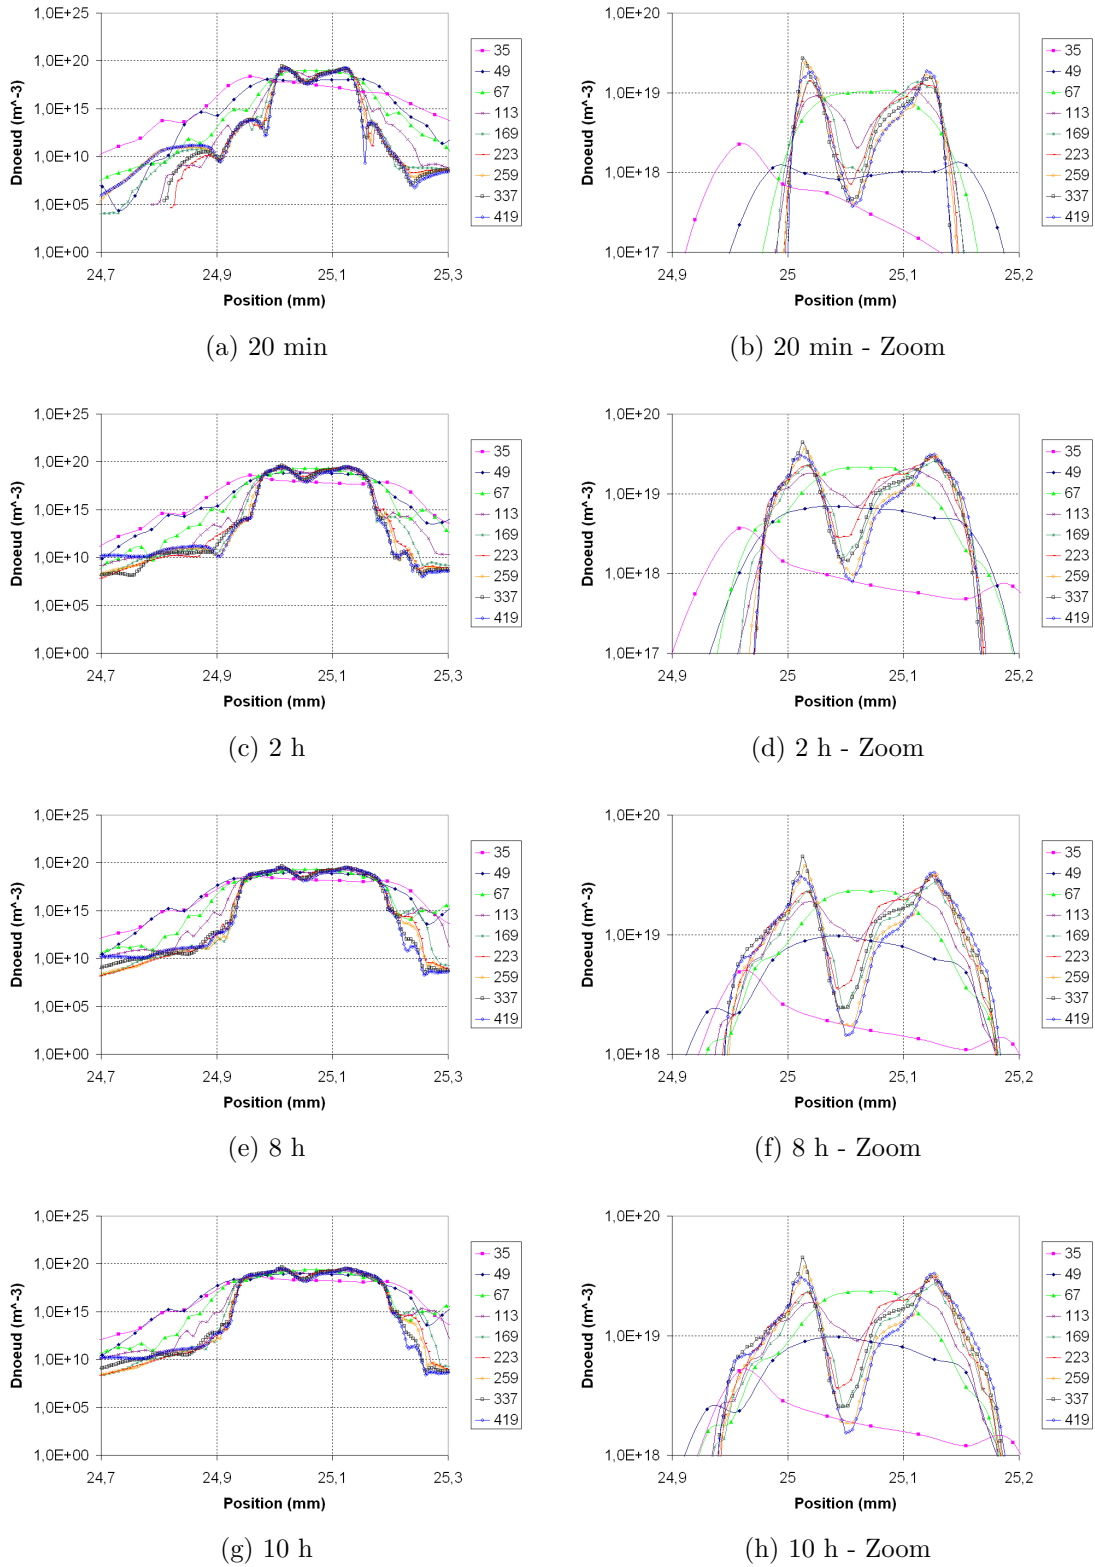 1,0E+25
1,0E+20
1,0E+15
1,0E+10
1,0E+05
1,0E+00
Dnoeud (m^-3)
24,7 24,9 25,1 25,3
Position (mm)
35
49
67
113
169
223
259
337
419
(a) 20 min
1,0E+20
1,0E+19
1,0E+18
1,0E+17
Dnoeud (m^-3)
24,9 25 25,1 25,2
Position (mm)
35
49
67
113
169
223
259
337
419
(b) 20 min - Zoom
1,0E+25
1,0E+20
1,0E+15
1,0E+10
1,0E+05
1,0E+00
Dnoeud (m^-3)
24,7 24,9 25,1 25,3
Position (mm)
35
49
67
113
169
223
259
337
419
(c) 2 h
1,0E+20
1,0E+19
1,0E+18
1,0E+17
Dnoeud (m^-3)
24,9 25 25,1 25,2
Position (mm)
35
49
67
113
169
223
259
337
419
(d) 2 h - Zoom
1,0E+25
1,0E+20
1,0E+15
1,0E+10
1,0E+05
1,0E+00
Dnoeud (m^-3)
24,7 24,9 25,1 25,3
Position (mm)
35
49
67
113
169
223
259
337
419
(e) 8 h
1,0E+20
1,0E+19
1,0E+18
Dnoeud (m^-3)
24,9 25 25,1 25,2
Position (mm)
35
49
67
113
169
223
259
337
419
(f) 8 h - Zoom
1,0E+25
1,0E+20
1,0E+15
1,0E+10
1,0E+05
1,0E+00
Dnoeud (m^-3)
24,7 24,9 25,1 25,3
Position (mm)
35
49
67
113
169
223
259
337
419
(g) 10 h
1,0E+20
1,0E+19
1,0E+18
Dnoeud (m^-3)
24,9 25 25,1 25,2
Position (mm)
35
49
67
113
169
223
259
337
419
(h) 10 h - Zoom